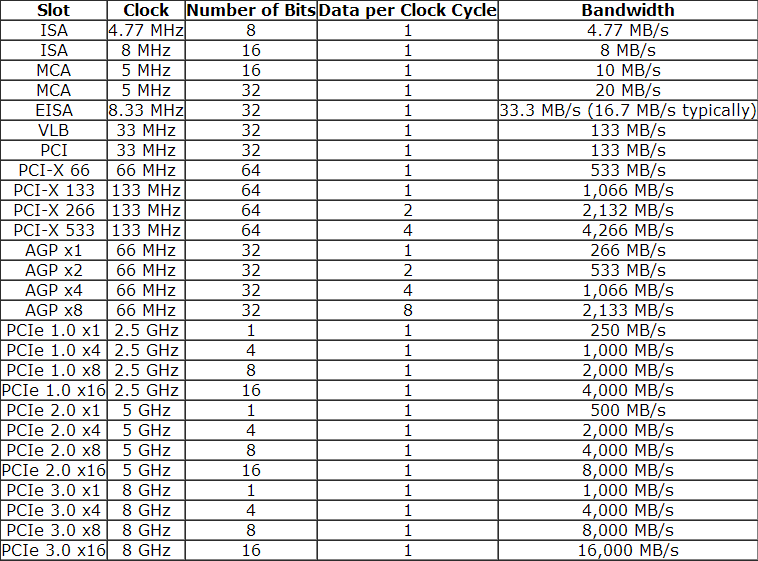 Slot Clock Number of Bits Data per Clock Cycle Bandwidth
ISA 4.77 MHz 8 1 4.77 MB/s
ISA 8 MHz 16 1 8 MB/s
MCA 5 MHz 16 1 10 MB/s
MCA 5 MHz 32 1 20 MB/s
EISA 8.33 MHz 32 1 33.3 MB/s (16.7 MB/s typically)
VLB 33 MHz 32 1 133 MB/s
PCI 33 MHz 32 1 133 MB/s
PCI-X 66 66 MHz 64 1 533 MB/s
PCI-X 133 133 MHz 64 1 1,066 MB/s
PCI-X 266 133 MHz 64 2 2,132 MB/s
PCI-X 533 133 MHz 64 4 4,266 MB/s
AGP x1 66 MHz 32 1 266 MB/s
AGP x2 66 MHz 32 2 533 MB/s
AGP x4 66 MHz 32 4 1,066 MB/s
AGP x8 66 MHz 32 8 2,133 MB/s
PCIe 1.0 x1 2.5 GHz 1 1 250 MB/s
PCIe 1.0 x4 2.5 GHz 4 1 1,000 MB/s
PCIe 1.0 x8 2.5 GHz 8 1 2,000 MB/s
PCIe 1.0 x16 2.5 GHz 16 1 4,000 MB/s
PCIe 2.0 x1 5 GHz 1 1 500 MB/s
PCIe 2.0 x4 5 GHz 4 1 2,000 MB/s
PCIe 2.0 x8 5 GHz 8 1 4,000 MB/s
PCIe 2.0 x16 5 GHz 16 1 8,000 MB/s
PCIe 3.0 x1 8 GHz 1 1 1,000 MB/s
PCIe 3.0 x4 8 GHz 4 1 4,000 MB/s
PCIe 3.0 x8 8 GHz 8 1 8,000 MB/s
PCIe 3.0 x16 8 GHz 16 1 16,000 MB/s